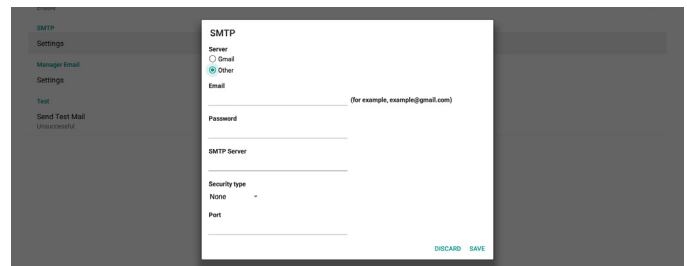 Enable
SMTP
Settings
Manager Email
Settings
Test
Send Test Mail
Unsuccessful
SMTP
Server
Gmail
Other
Email
(for example, example@gmail.com)
Password
SMTP Server
Security type
None
Port
DISCARD SAVE